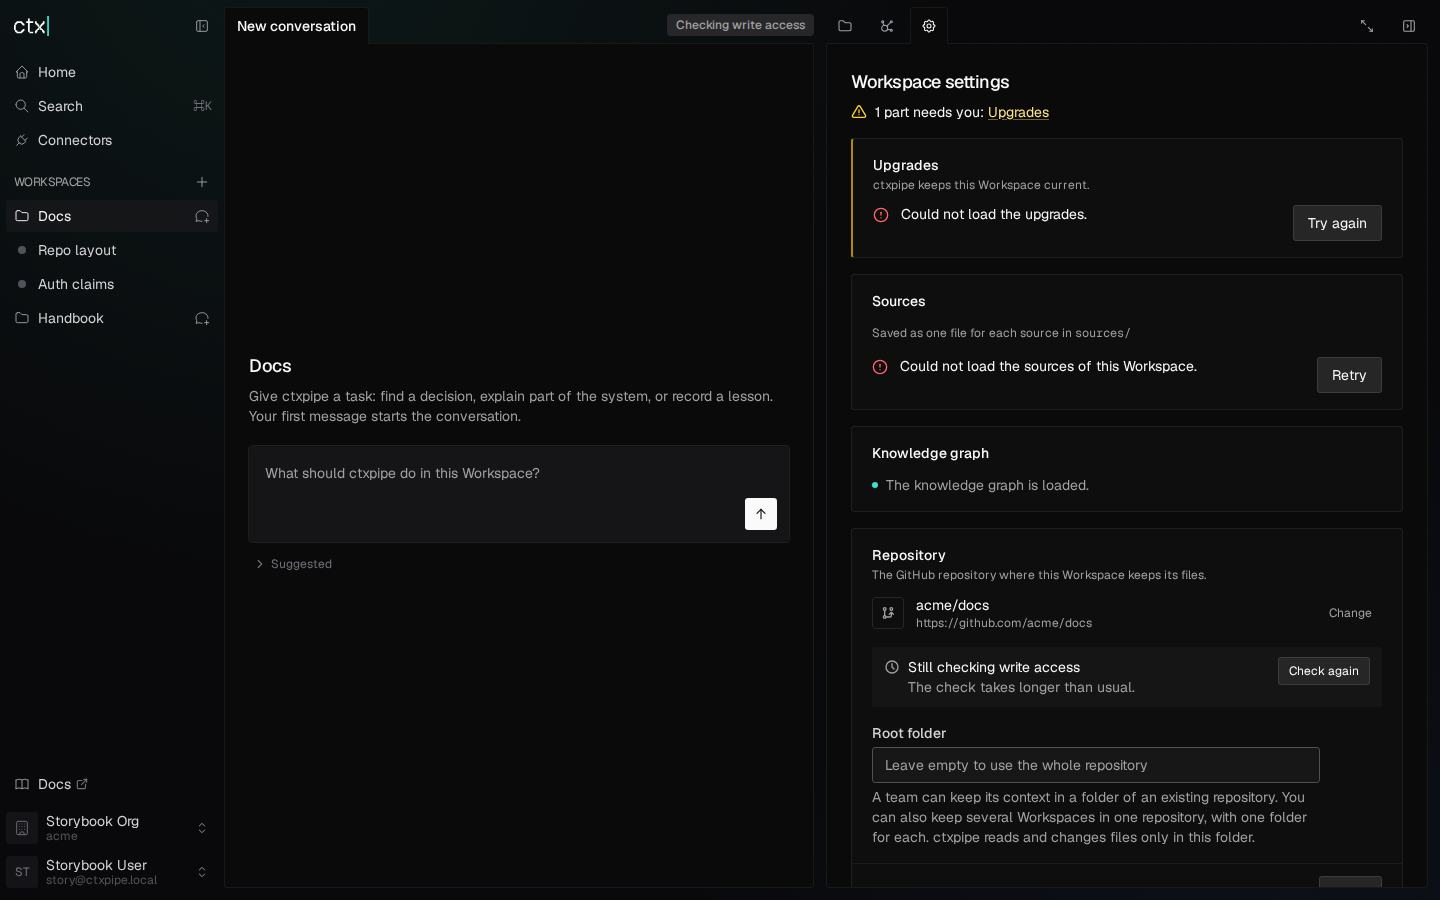 ctx
Home
Search ⌘K
Connectors
WORKSPACES
Docs
Repo layout
Auth claims
Handbook
Docs
Storybook Org
acme
ST
Storybook User
story@ctxpipe.local
New conversation
Checking write access
Docs
Give ctxpipe a task: find a decision, explain part of the system, or record a lesson.
Your first message starts the conversation.
What should ctxpipe do in this Workspace?
Suggested
Workspace settings
1 part needs you: Upgrades
Upgrades
ctxpipe keeps this Workspace current.
Could not load the upgrades.
Try again
Sources
Saved as one file for each source in sources/
Could not load the sources of this Workspace.
Retry
Knowledge graph
The knowledge graph is loaded.
Repository
The GitHub repository where this Workspace keeps its files.
acme/docs
https://github.com/acme/docs
Change
Still checking write access
The check takes longer than usual.
Check again
Root folder
Leave empty to use the whole repository
A team can keep its context in a folder of an existing repository. You
can also keep several Workspaces in one repository, with one folder
for each. ctxpipe reads and changes files only in this folder.